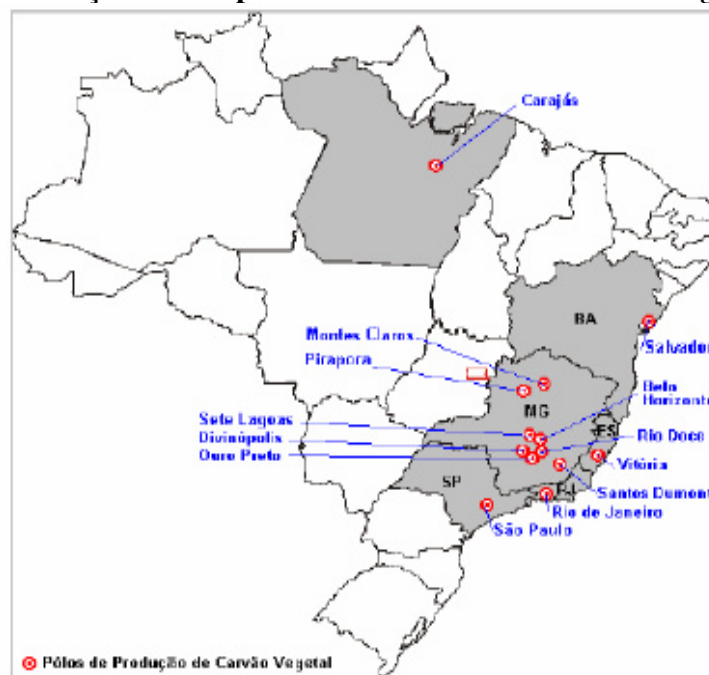 Carajás
BA
Montes Claros
Salvador
Pirapora
Belo
Horizonte
MG
Sete Lagoas
ES
Rio Doce
Divinópolis
Ouro Preto
Vitória
SP
Santos Dumont
RJ
Rio de Janeiro
São Paulo
Pólos de Produção de Carvão Vegetal